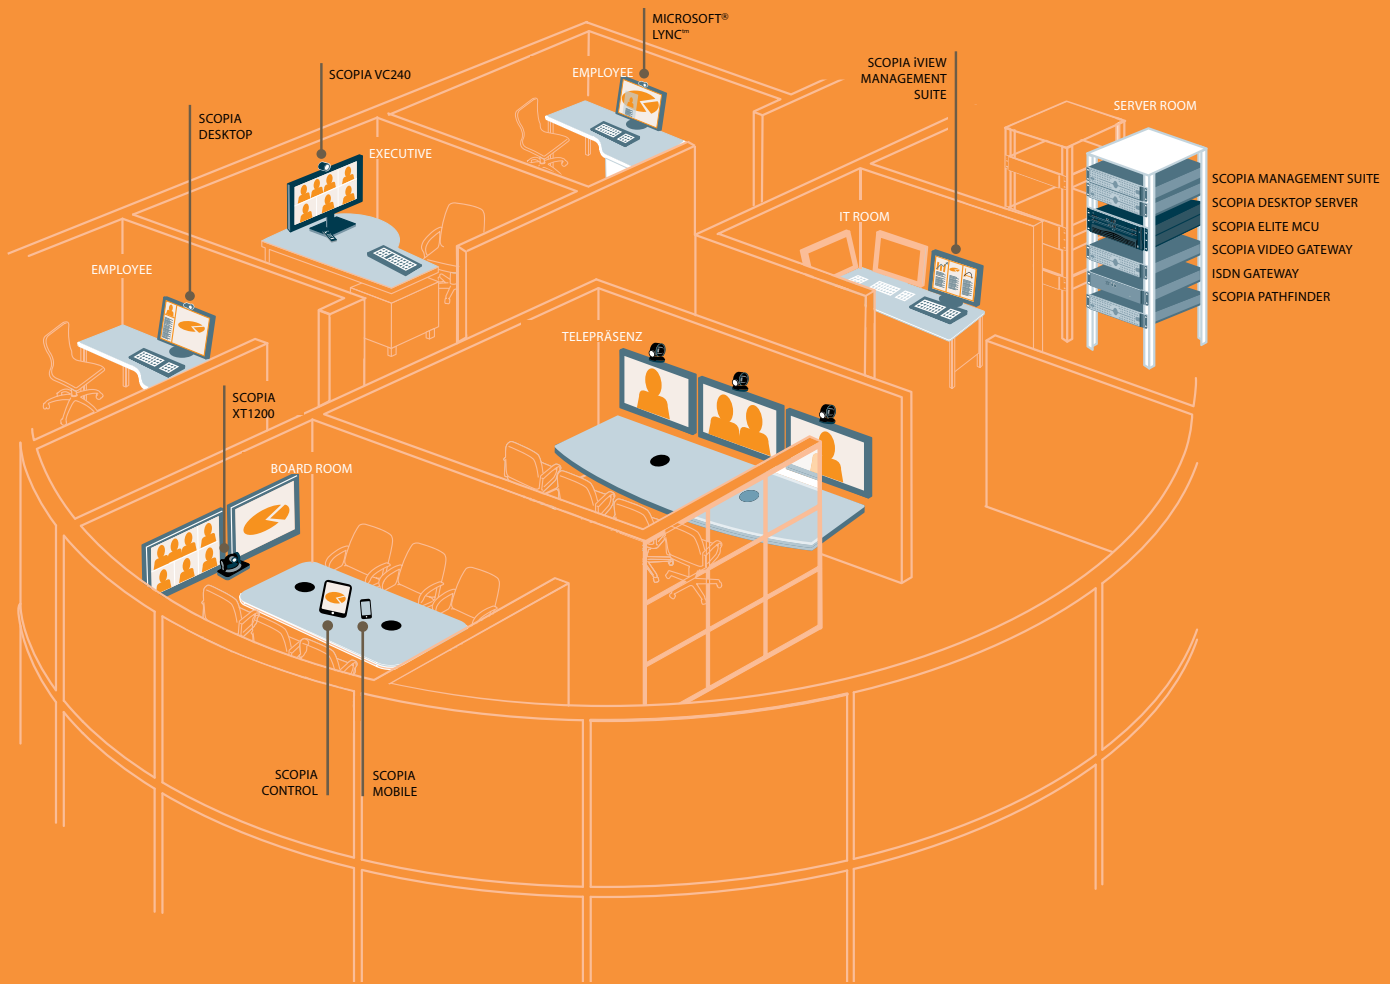 MICROSOFT®
LYNC™
EMPLOYEE
SCOPIA VC240
EXECUTIVE
SCOPIA
DESKTOP
EMPLOYEE
SCOPIA iVIEW
MANAGEMENT
SUITE
IT ROOM
SERVER ROOM
SCOPIA MANAGEMENT SUITE
SCOPIA DESKTOP SERVER
SCOPIA ELITE MCU
SCOPIA VIDEO GATEWAY
ISDN GATEWAY
SCOPIA PATHFINDER
TELEPRÄSENZ
SCOPIA
XT1200
BOARD ROOM
SCOPIA
CONTROL
SCOPIA
MOBILE